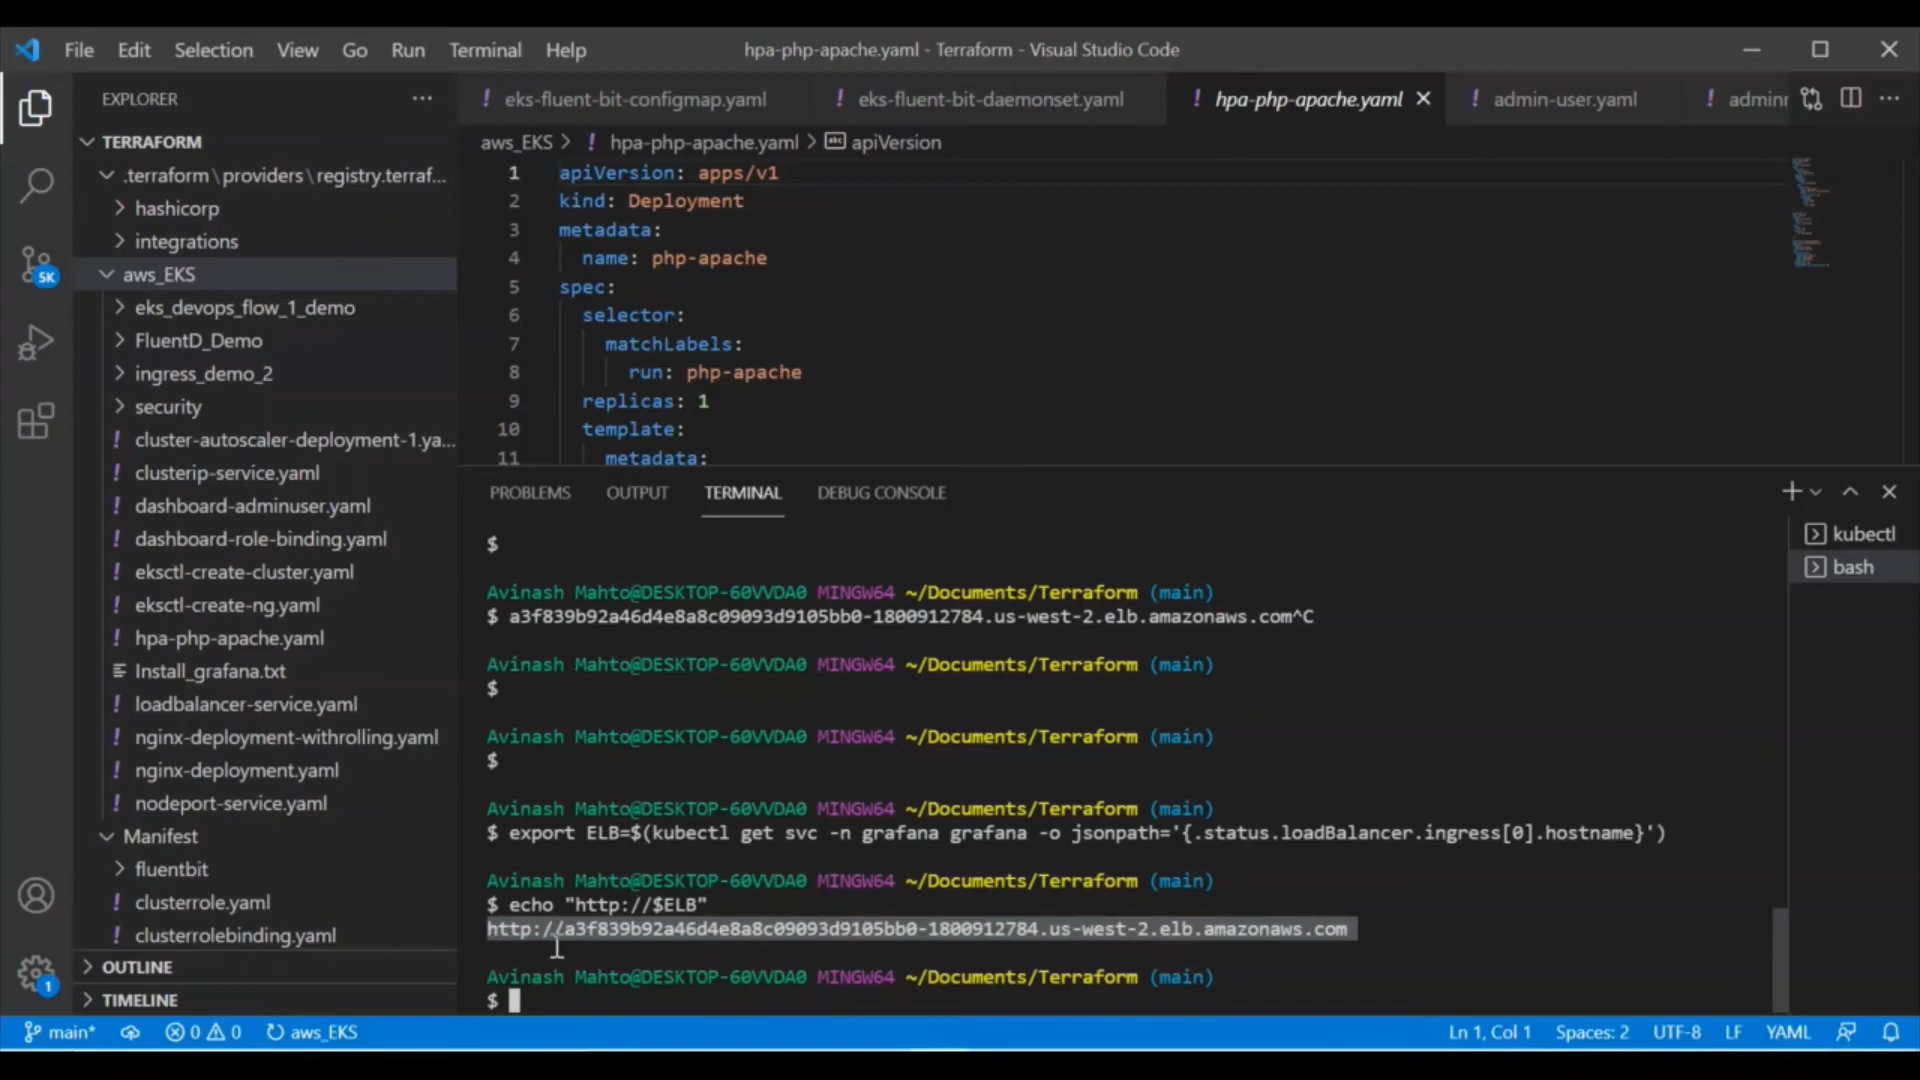 File Edit Selection View Go Run Terminal Help
hpa-php-apache.yaml - Terraform - Visual Studio Code
EXPLORER
TERRAFORM
.terraform\providers\registry.terraf...
hashicorp
integrations
aws_EKS
eks_devops_flow_1_demo
FluentD_Demo
ingress_demo_2
security
cluster-autoscaler-deployment-1.ya...
clusterip-service.yaml
dashboard-adminuser.yaml
dashboard-role-binding.yaml
eksctl-create-cluster.yaml
eksctl-create-ng.yaml
hpa-php-apache.yaml
Install_grafana.txt
loadbalancer-service.yaml
nginx-deployment-withrolling.yaml
nginx-deployment.yaml
nodeport-service.yaml
Manifest
fluentbit
clusterrole.yaml
clusterrolebinding.yaml
OUTLINE
TIMELINE
5K
1
! eks-fluent-bit-configmap.yaml ! eks-fluent-bit-daemonset.yaml ! hpa-php-apache.yaml ! admin-user.yaml ! adminr
aws_EKS > ! hpa-php-apache.yaml > abc apiVersion
1 apiVersion: apps/v1
2 kind: Deployment
3 metadata:
4 name: php-apache
5 spec:
6 selector:
7 matchLabels:
8 run: php-apache
9 replicas: 1
10 template:
11 metadata:
PROBLEMS OUTPUT TERMINAL DEBUG CONSOLE
kubectl
bash
$
Avinash Mahto@DESKTOP-60VVDA0 MINGW64 ~/Documents/Terraform (main)
$ a3f839b92a46d4e8a8c09093d9105bb0-1800912784.us-west-2.elb.amazonaws.com^C
Avinash Mahto@DESKTOP-60VVDA0 MINGW64 ~/Documents/Terraform (main)
$
Avinash Mahto@DESKTOP-60VVDA0 MINGW64 ~/Documents/Terraform (main)
$
Avinash Mahto@DESKTOP-60VVDA0 MINGW64 ~/Documents/Terraform (main)
$ export ELB=$(kubectl get svc -n grafana grafana -o jsonpath='{.status.loadBalancer.ingress[0].hostname}')
Avinash Mahto@DESKTOP-60VVDA0 MINGW64 ~/Documents/Terraform (main)
$ echo "http://$ELB"
http://a3f839b92a46d4e8a8c09093d9105bb0-1800912784.us-west-2.elb.amazonaws.com
Avinash Mahto@DESKTOP-60VVDA0 MINGW64 ~/Documents/Terraform (main)
$
main* 0 0 aws_EKS Ln 1, Col 1 Spaces: 2 UTF-8 LF YAML